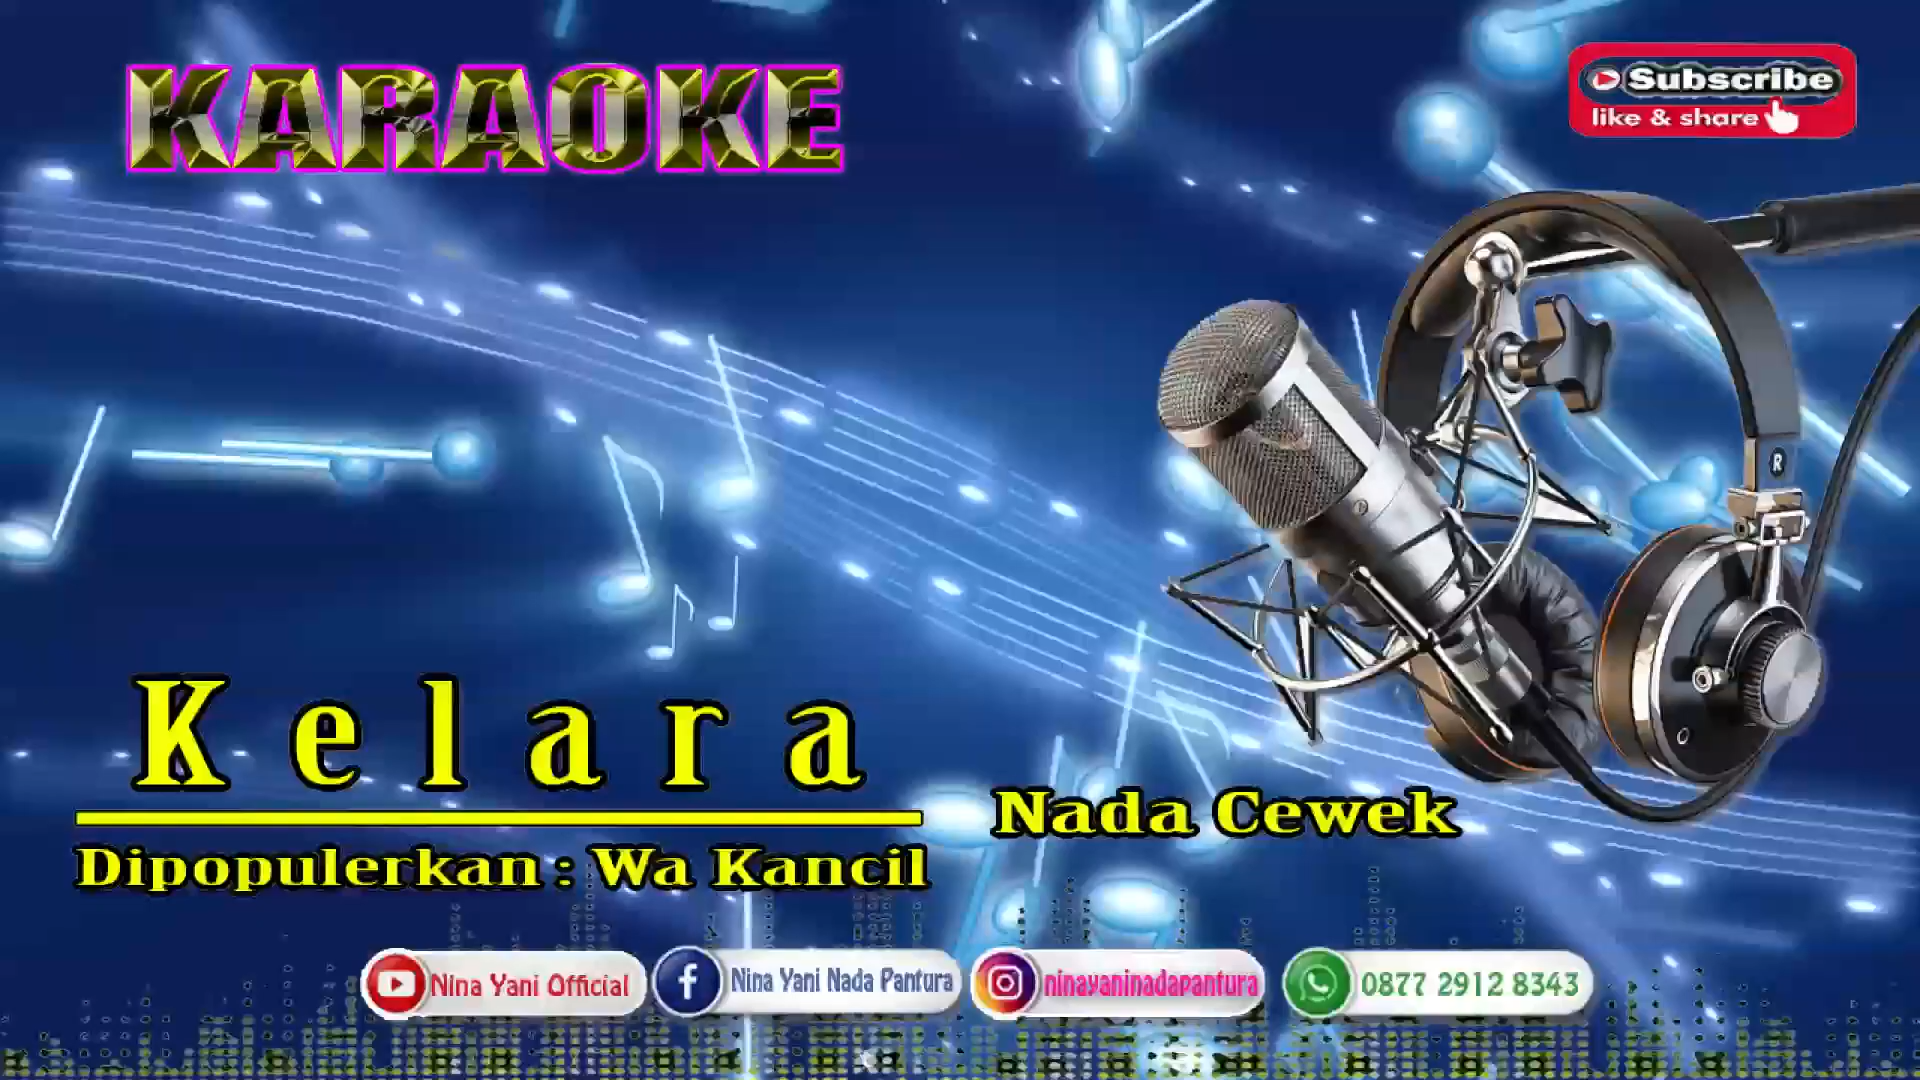 KARAOKE
Subscribe
like & share
R
Kelara
Nada Cewek
Dipopulerkan : Wa Kancil
Nina Yani Official
Nina Yani Nada Pantura
ninayaninadapantura
0877 2912 8343